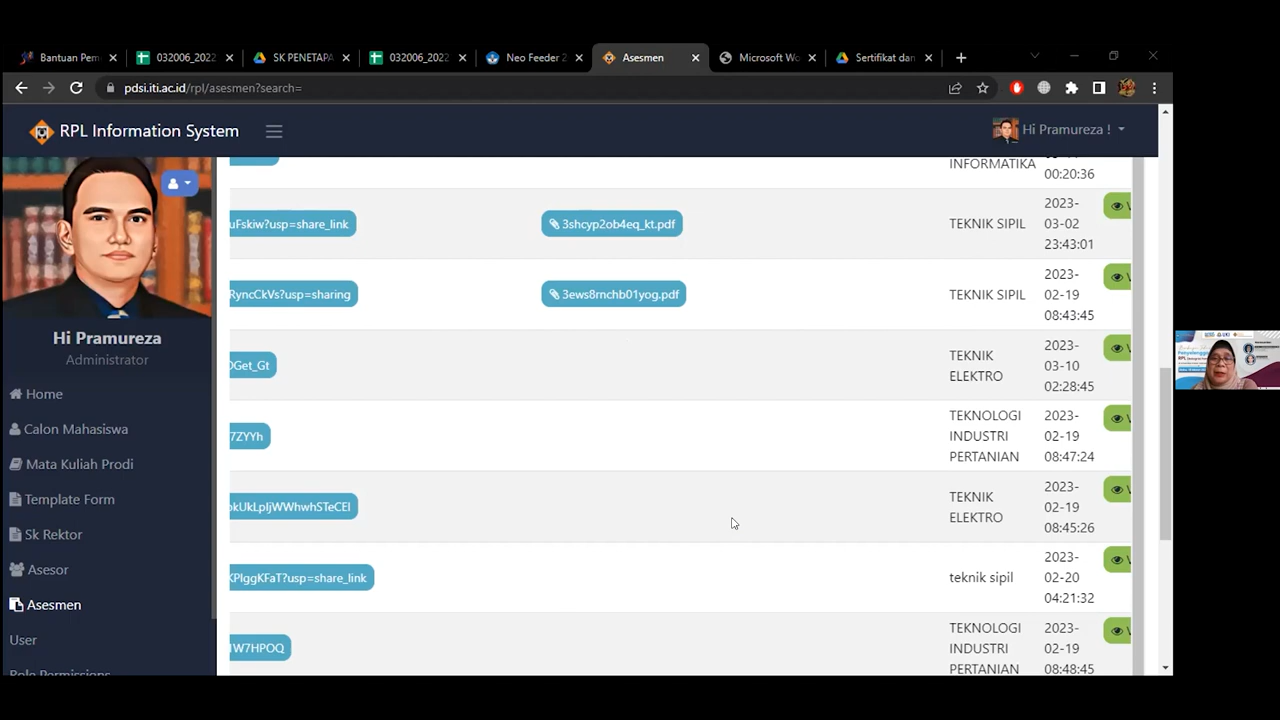 Bantuan Pem
032006_2022
SK PENETAPA
032006_2022
Neo Feeder 2
Asesmen
Microsoft Wo
Sertifikat dan
pdsi.iti.ac.id/rpl/asesmen?search=
RPL Information System
Hi Pramureza !
INFORMATIKA
00:20:36
uFskiw?usp=share_link
3shcyp2ob4eq_kt.pdf
TEKNIK SIPIL
2023-
03-02
23:43:01
RyncCkVs?usp=sharing
3ews8rnchb01yog.pdf
TEKNIK SIPIL
2023-
02-19
08:43:45
Hi Pramureza
Administrator
Home
Calon Mahasiswa
Mata Kuliah Prodi
Template Form
Sk Rektor
Asesor
Asesmen
User
Role Permissions
0Get_Gt
TEKNIK
ELEKTRO
2023-
03-10
02:28:45
7ZYYh
TEKNOLOGI
INDUSTRI
PERTANIAN
2023-
02-19
08:47:24
TEKNIK
ELEKTRO
2023-
02-19
08:45:26
KPIggKFaT?usp=share_link
teknik sipil
2023-
02-20
04:21:32
W7HPOQ
TEKNOLOGI
INDUSTRI
PERTANIAN
2023-
02-19
08:48:45